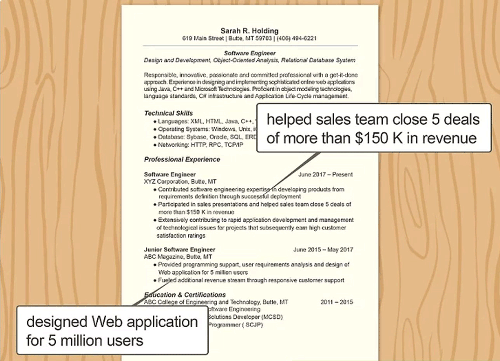 Sarah R. Holding
619 Main Street | Butte, MT 59703 | (406) 494-6221
Software Engineer
Design and Development, Object-Oriented Analysis, Relational Database System
Responsible, innovative, passionate and committed professional with a get-it-done
approach. Experience in designing and implementing sophisticated online web-applications
using Java, C++ and Microsoft Technologies. Proficient in object modeling technologies,
language standards, C# infrastructure and Application Life-Cycle management.
Technical Skills
• Languages: XML, HTML, Java, C++,
• Operating Systems: Windows, Unix,
• Database: Sybase, Oracle, SQL,
• Networking: HTTP, RPC, TCP/IP
helped sales team close 5 deals
of more than $150 K in revenue
Professional Experience
Software Engineer June 2017 – Present
XYZ Corporation, Butte, MT
• Contributed software engineering expertise in developing products from
requirements definition through successful deployment
• Participated in sales presentations and helped sales team close 5 deals of
more than $150 K in revenue
• Extensively contributing to rapid application development and management
of technological issues for projects that subsequently earn high customer
satisfaction ratings
Junior Software Engineer June 2015 – May 2017
ABC Magazine, Butte, MT
• Provided programming support, user requirements analysis and design of
Web application for 5 million users
• Fueled additional revenue stream through responsive customer support
Education & Certifications
ABC College of Engineering and Technology, Butte, MT 2011 – 2015
oftware Engineering
Solutions Developer (MCSD)
Programmer ( SCJP)
designed Web application
for 5 million users